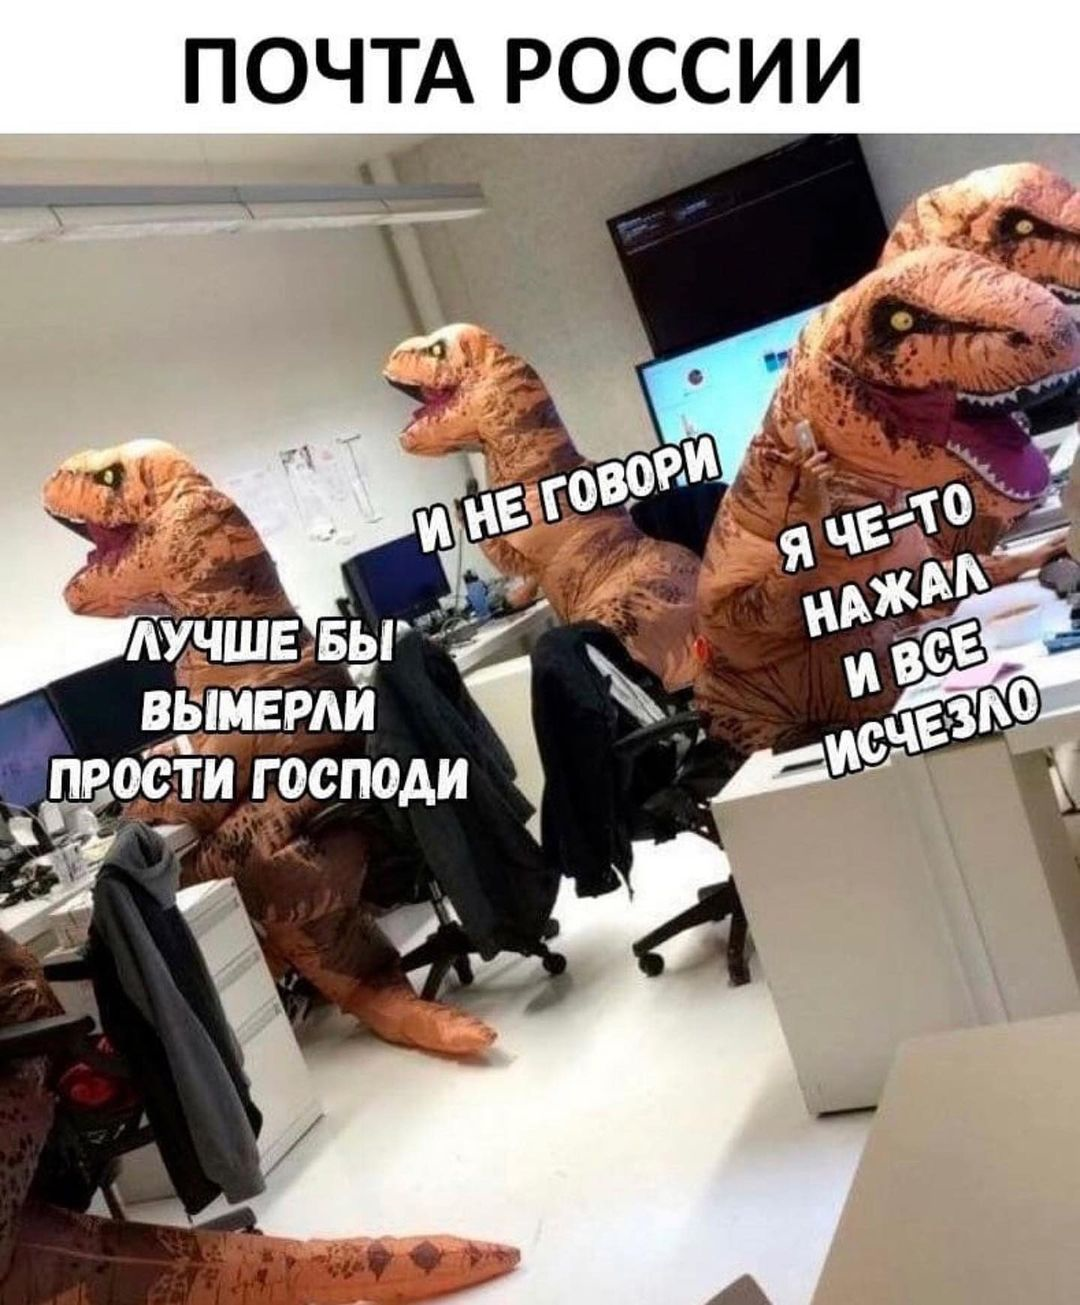 ПОЧТА РОССИИ
И НЕ ГОВОРИ
Я ЧЕ-ТО
НАЖАЛ
И ВСЕ
ИСЧЕЗЛО
ЛУЧШЕ БЫ
ВЫМЕРЛИ
ПРОСТИ ГОСПОДИ